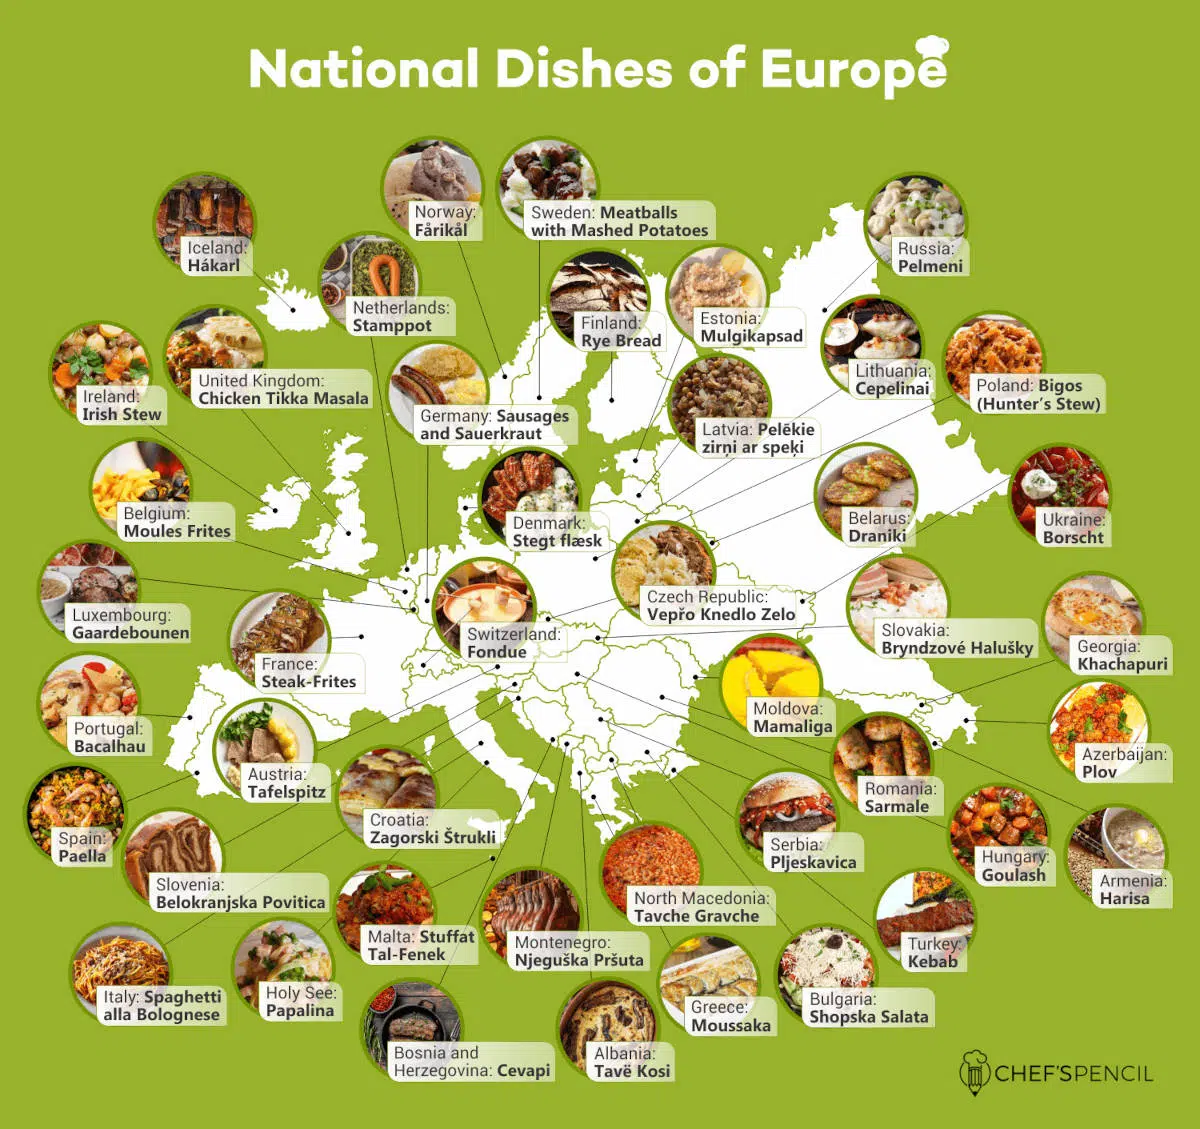 National Dishes of Europe
Norway:
Fårikål
Sweden: Meatballs
with Mashed Potatoes
Iceland:
Hákarl
Russia:
Pelmeni
Netherlands:
Stamppot
Finland:
Rye Bread
Estonia:
Mulgikapsad
Ireland:
Irish Stew
United Kingdom:
Chicken Tikka Masala
Germany: Sausages
and Sauerkraut
Latvia: Pelēkie
zirņi ar speķi
Lithuania:
Cepelinai
Poland: Bigos
(Hunter's Stew)
Belgium:
Moules Frites
Denmark:
Stegt flæsk
Belarus:
Draniki
Ukraine:
Borscht
Luxembourg:
Gaardebounen
France:
Steak-Frites
Switzerland:
Fondue
Czech Republic:
Vepřo Knedlo Zelo
Slovakia:
Bryndzové Halušky
Georgia:
Khachapuri
Portugal:
Bacalhau
Austria:
Tafelspitz
Moldova:
Mamaliga
Azerbaijan:
Plov
Spain:
Paella
Croatia:
Zagorski Štrukli
Romania:
Sarmale
Slovenia:
Belokranjska Povitica
Serbia:
Pljeskavica
Hungary:
Goulash
Armenia:
Harisa
Malta: Stuffat
Tal-Fenek
Montenegro:
Njeguška Pršuta
North Macedonia:
Tavche Gravche
Turkey:
Kebab
Italy: Spaghetti
alla Bolognese
Holy See:
Papalina
Greece:
Moussaka
Bulgaria:
Shopska Salata
Bosnia and
Herzegovina: Cevapi
Albania:
Tavë Kosi
CHEF'SPENCIL